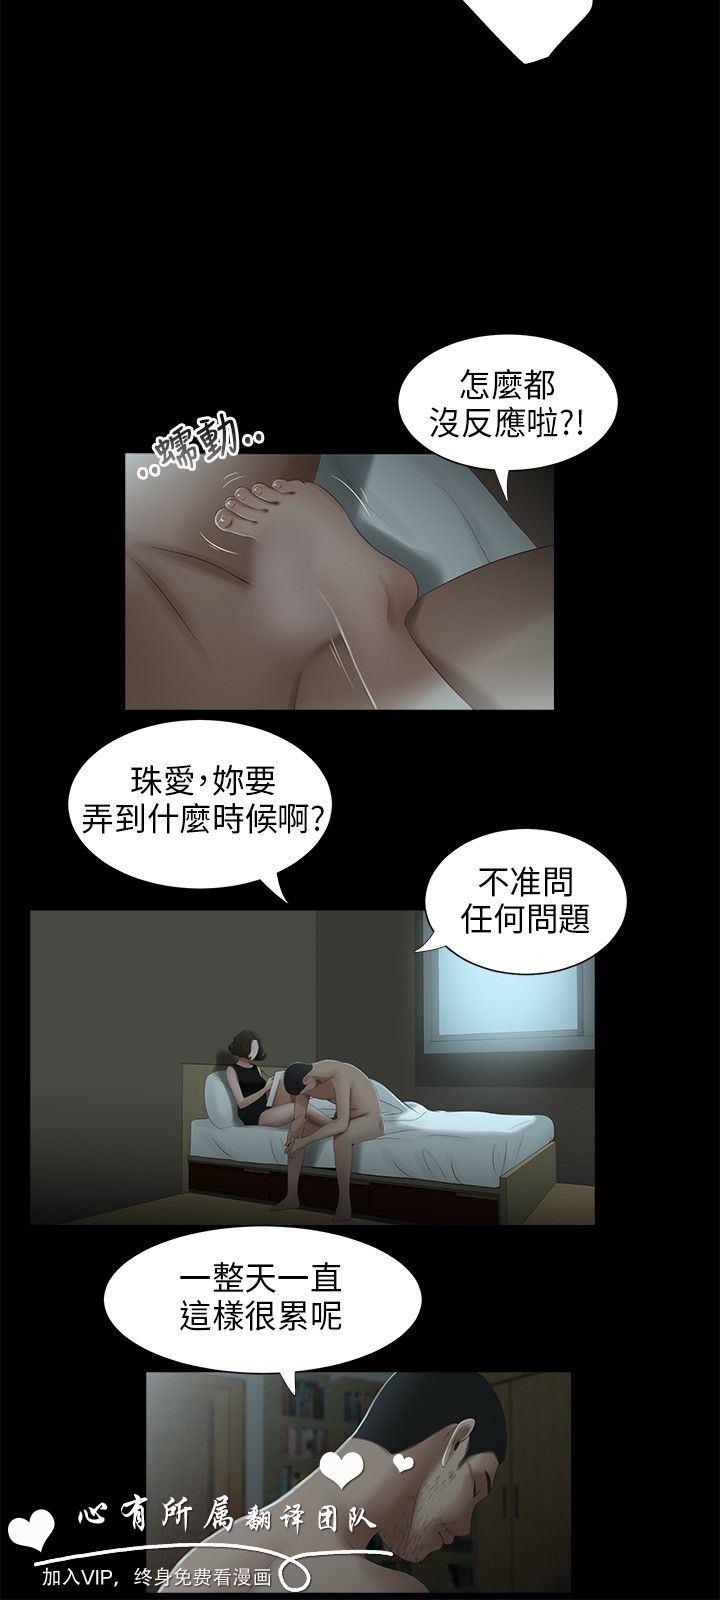 怎麼都
沒反應啦?!
..蠕動..
珠愛,妳要
弄到什麼時候啊?
不准問
任何問題
一整天一直
這樣很累呢
心有所属翻译团队
加入VIP，终身免费看漫画